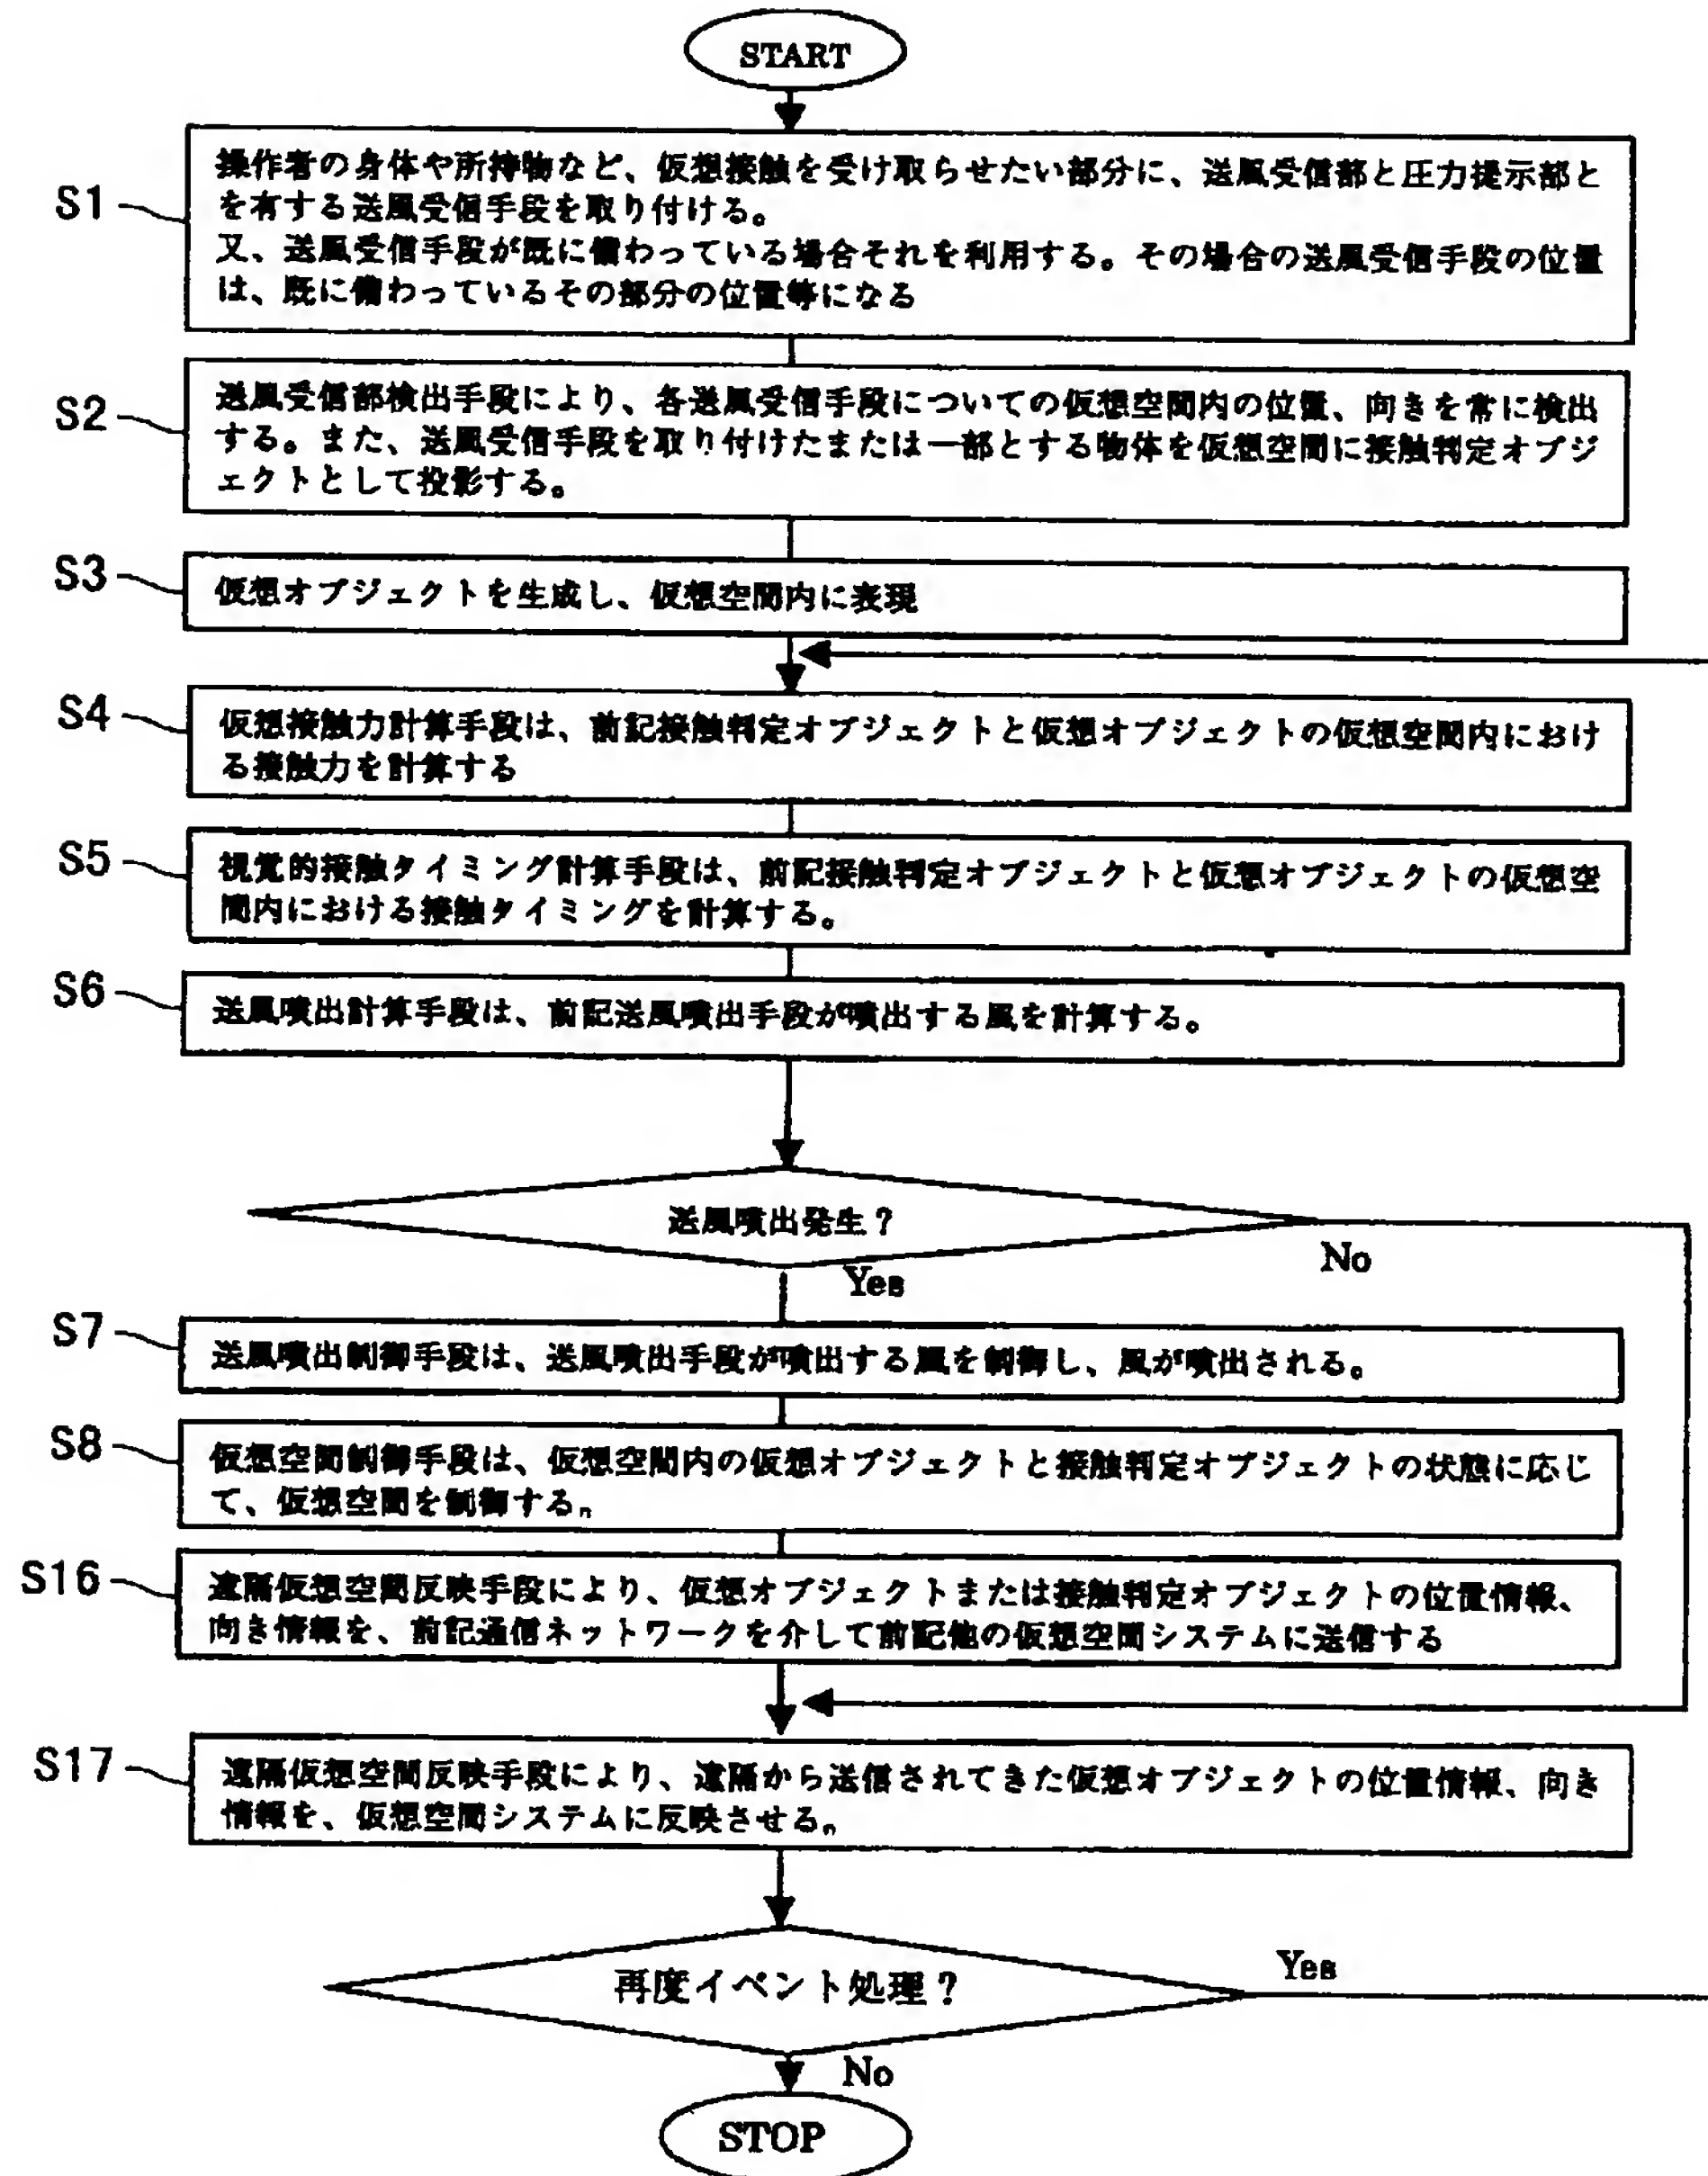 START
S1
操作者の身体や所持物など、仮想接触を受け取らせたい部分に、送風受信部と圧力提示部と
を有する送風受信手段を取り付ける。
又、送風受信手段が既に備わっている場合それを利用する。その場合の送風受信手段の位置
は、既に備わっているその部分の位置等になる
S2
送風受信部検出手段により、各送風受信手段についての仮想空間内の位置、向きを常に検出
する。また、送風受信手段を取り付けたまたは一部とする物体を仮想空間に接触判定オブジ
ェクトとして投影する。
S3
仮想オブジェクトを生成し、仮想空間内に表現
S4
仮想接触力計算手段は、前記接触判定オブジェクトと仮想オブジェクトの仮想空間内におけ
る接触力を計算する
S5
視覚的接触タイミング計算手段は、前記接触判定オブジェクトと仮想オブジェクトの仮想空
間内における接触タイミングを計算する。
S6
送風噴出計算手段は、前記送風噴出手段が噴出する風を計算する。
送風噴出発生？
No
Yes
S7
送風噴出制御手段は、送風噴出手段が噴出する風を制御し、風が噴出される。
S8
仮想空間制御手段は、仮想空間内の仮想オブジェクトと接触判定オブジェクトの状態に応じ
て、仮想空間を制御する。
S16
遠隔仮想空間反映手段により、仮想オブジェクトまたは接触判定オブジェクトの位置情報、
向き情報を、前記通信ネットワークを介して前記他の仮想空間システムに送信する
S17
遠隔仮想空間反映手段により、遠隔から送信されてきた仮想オブジェクトの位置情報、向き
情報を、仮想空間システムに反映させる。
再度イベント処理？
Yes
No
STOP